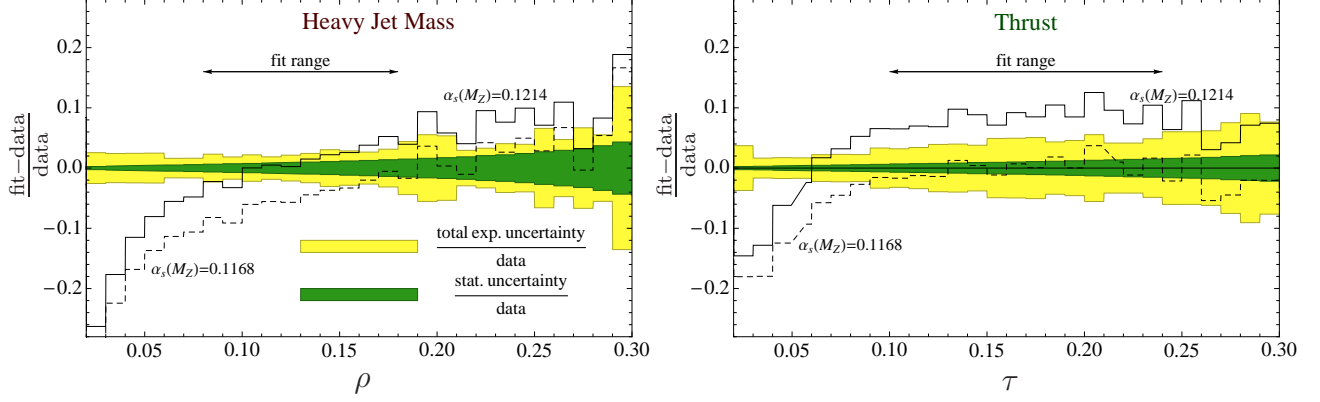 Heavy Jet Mass
fit range
αs(MZ)=0.1214
αs(MZ)=0.1168
total exp. uncertainty
data
stat. uncertainty
data
fit−data
data
0.2
0.1
0.0
−0.1
−0.2
0.05 0.10 0.15 0.20 0.25 0.30
ρ
Thrust
fit range
αs(MZ)=0.1214
αs(MZ)=0.1168
fit−data
data
0.2
0.1
0.0
−0.1
−0.2
0.05 0.10 0.15 0.20 0.25 0.30
τ